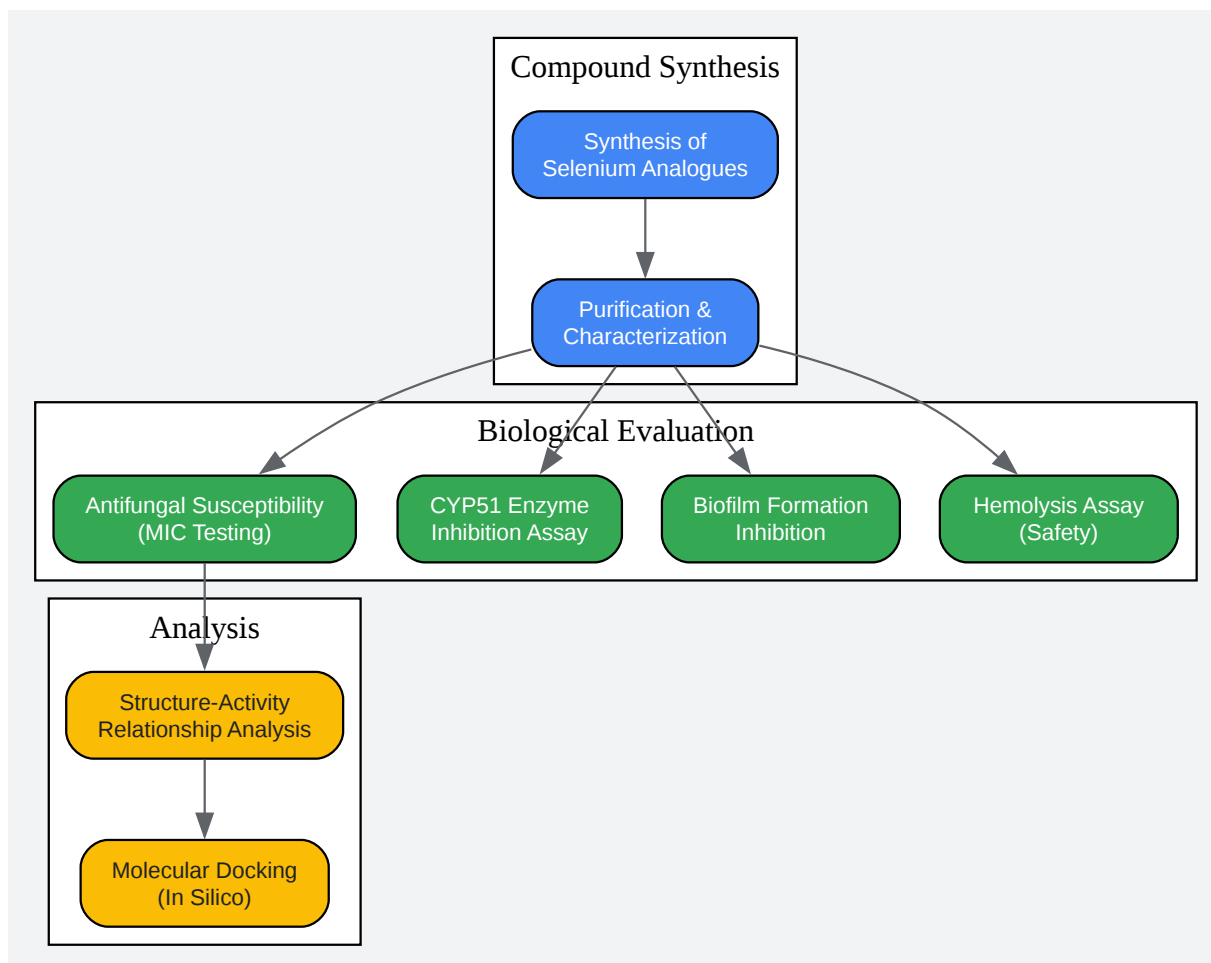 Compound Synthesis
Synthesis of
Selenium Analogues
Purification &
Characterization
Biological Evaluation
Antifungal Susceptibility
(MIC Testing)
CYP51 Enzyme
Inhibition Assay
Biofilm Formation
Inhibition
Hemolysis Assay
(Safety)
Analysis
Structure-Activity
Relationship Analysis
Molecular Docking
(In Silico)